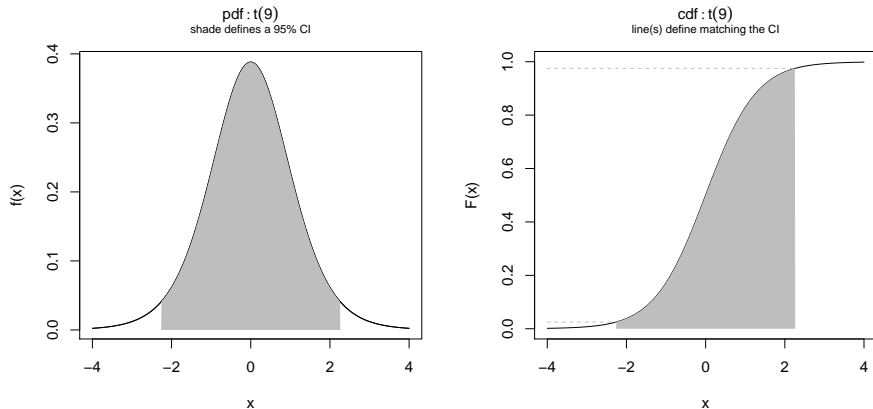 pdf : t(9)
shade defines a 95% CI
f(x)
0.4
0.3
0.2
0.1
0.0
−4 −2 0 2 4
x
cdf : t(9)
line(s) define matching the CI
F(x)
1.0
0.8
0.6
0.4
0.2
0.0
−4 −2 0 2 4
x